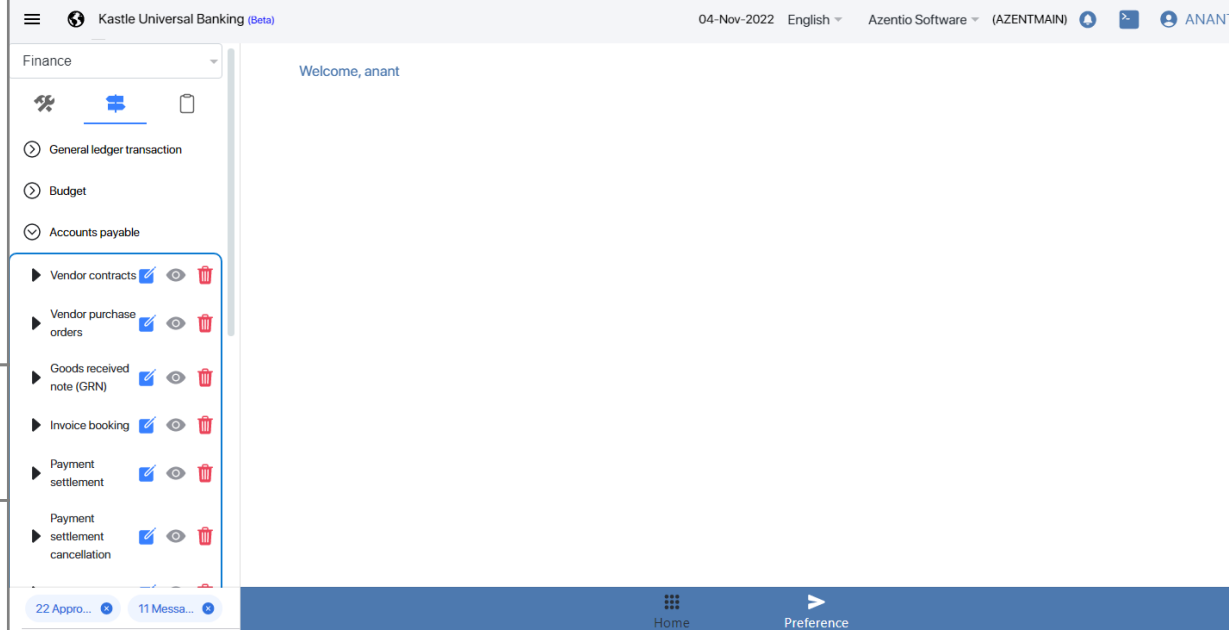 Kastle Universal Banking (Beta)
04-Nov-2022 English Azentio Software (AZENTMAIN) ANANT
Finance
Welcome, anant
General ledger transaction
Budget
Accounts payable
Vendor contracts
Vendor purchase
orders
Goods received
note (GRN)
Invoice booking
Payment
settlement
Payment
settlement
cancellation
22 Appro...
11 Messa...
Home
Preference